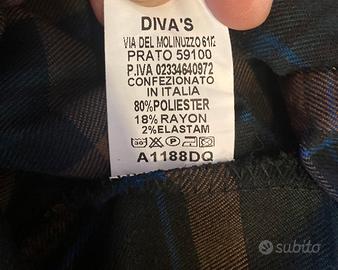 DIVA'S
VIA DEL MOLINUZZO 61/2
PRATO 59100
P.IVA 02334640972
CONFEZIONATO
IN ITALIA
80%POLIESTER
18%RAYON
2%ELASTAM
A1188DQ
subito